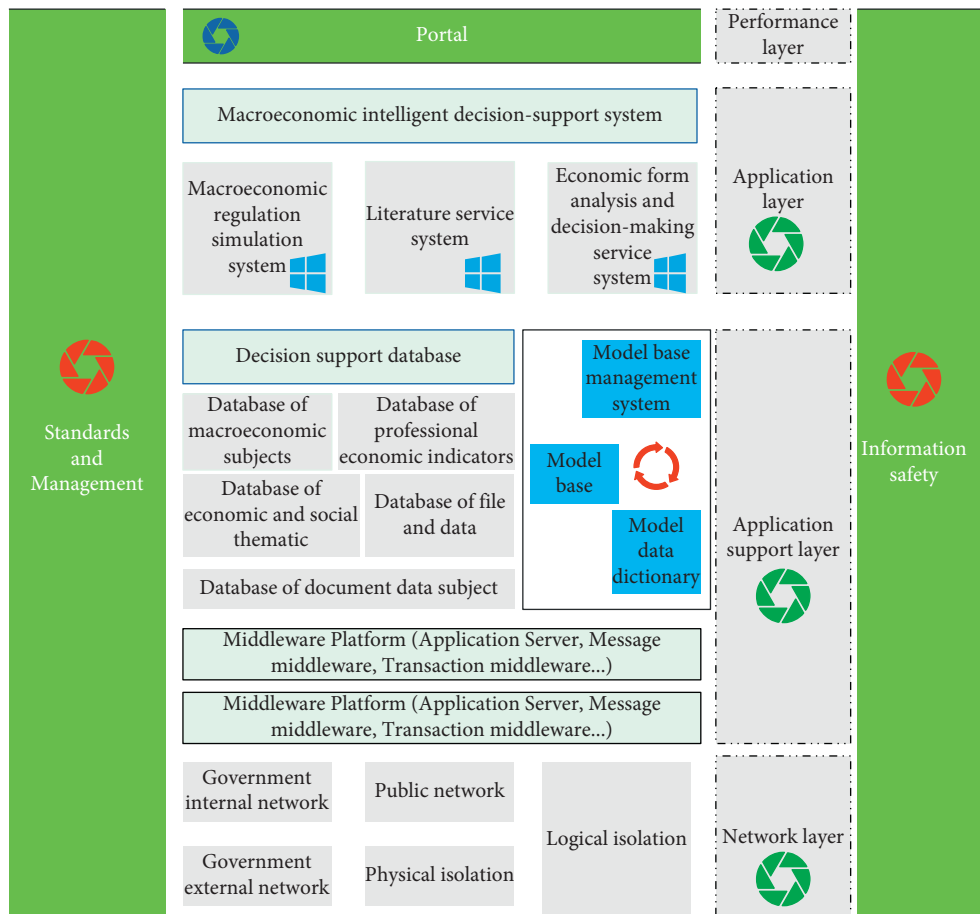 Portal
Performance
layer
Macroeconomic intelligent decision-support system
Macroeconomic
regulation
simulation
system
Literature service
system
Economic form
analysis and
decision-making
service
system
Application
layer
Standards
and
Management
Decision support database
Database of
macroeconomic
subjects
Database of
professional
economic indicators
Database of
economic and social
thematic
Database of file
and data
Database of document data subject
Model base
management
system
Model
base
Model
data
dictionary
Application
support layer
Information
safety
Middleware Platform (Application Server, Message
middleware, Transaction middleware...)
Middleware Platform (Application Server, Message
middleware, Transaction middleware...)
Government
internal network
Public network
Logical isolation
Government
external network
Physical isolation
Network layer